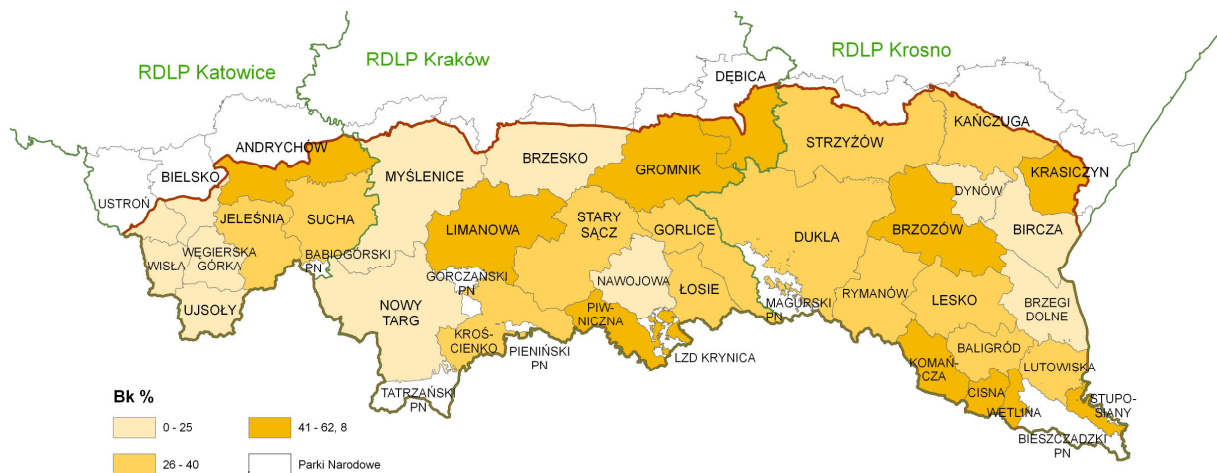 RDLP Katowice
RDLP Kraków
RDLP Krosno
DĘBICA
ANDRYCHÓW
BIELSKO
USTROŃ
MYŚLENICE
BRZESKO
GROMNIK
STRZYŻÓW
KAŃCZUGA
KRASICZYN
DYNÓW
JELEŚNIA
SUCHA
LIMANOWA
STARY
SĄCZ
GORLICE
DUKLA
BRZOZÓW
BIRCZA
WISŁA
WĘGIERSKA
GÓRKA
BABIOGÓRSKI
PN
UJSOŁY
GORCZAŃSKI
PN
NAWOJOWA
ŁOSIE
MAGURSKI
PN
RYMANÓW
LESKO
BRZEGI
DOLNE
NOWY
TARG
PIW-
NICZNA
KROŚ-
CIENKO
PIENIŃSKI
PN
LZD KRYNICA
BALIGRÓD
KOMAŃ-
CZA
LUTOWISKA
CISNA
WETLINA
STUPO-
SIANY
TATRZAŃSKI
PN
BIESZCZADZKI
PN
Bk %
0 - 25
41 - 62, 8
26 - 40
Parki Narodowe